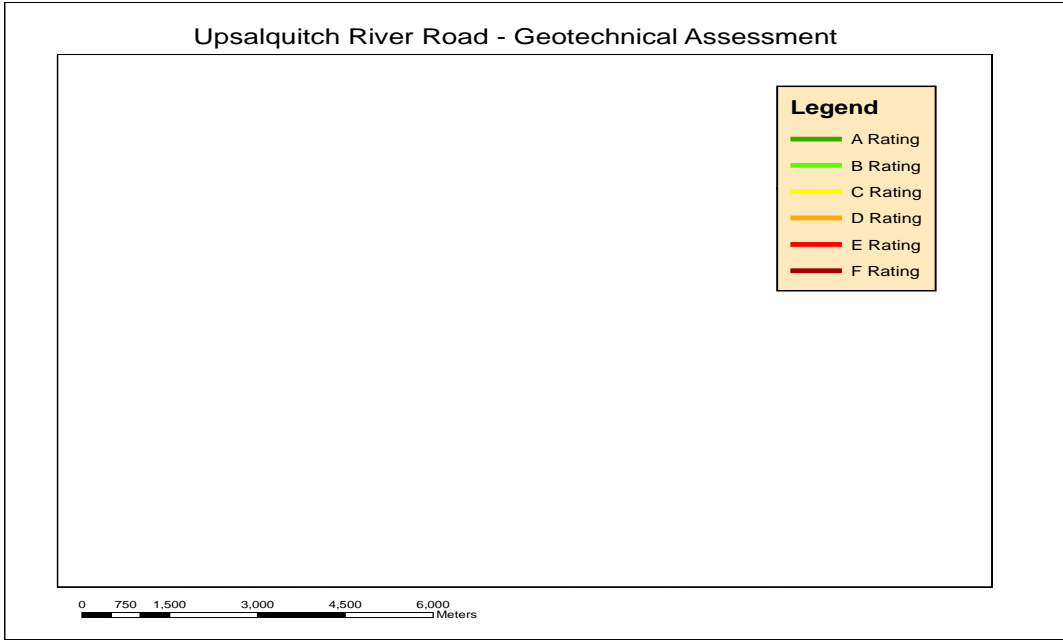 Upsalquitch River Road - Geotechnical Assessment
Legend
A Rating
B Rating
C Rating
D Rating
E Rating
F Rating
0 750 1,500 3,000 4,500 6,000
Meters